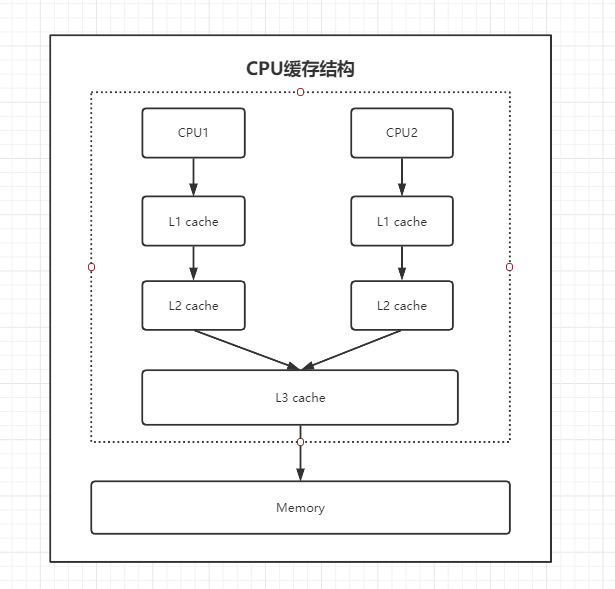 CPU缓存结构
CPU1
CPU2
L1 cache
L1 cache
L2 cache
L2 cache
L3 cache
Memory